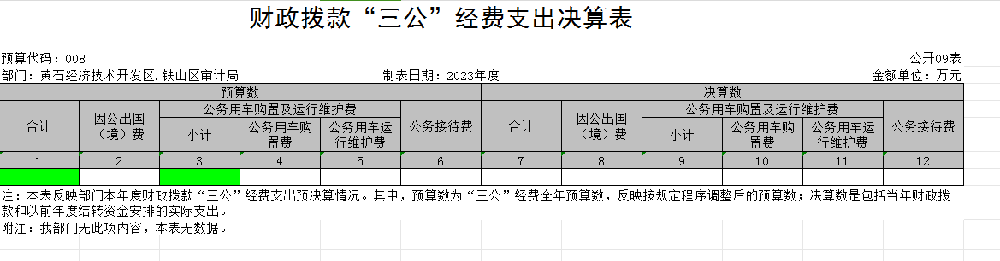 财政拨款“三公”经费支出决算表
预算代码：008
公开09表
部门：黄石经济技术开发区.铁山区审计局 制表日期：2023年度 金额单位：万元
预算数 决算数
合计 因公出国（境）费 公务用车购置及运行维护费 公务接待费 合计 因公出国（境）费 公务用车购置及运行维护费 公务接待费
小计 公务用车购置费 公务用车运行维护费 小计 公务用车购置费 公务用车运行维护费
1 2 3 4 5 6 7 8 9 10 11 12
注：本表反映部门本年度财政拨款“三公”经费支出预决算情况。其中，预算数为“三公”经费全年预算数，反映按规定程序调整后的预算数；决算数是包括当年财政拨
款和以前年度结转资金安排的实际支出。
附注：我部门无此项内容，本表无数据。